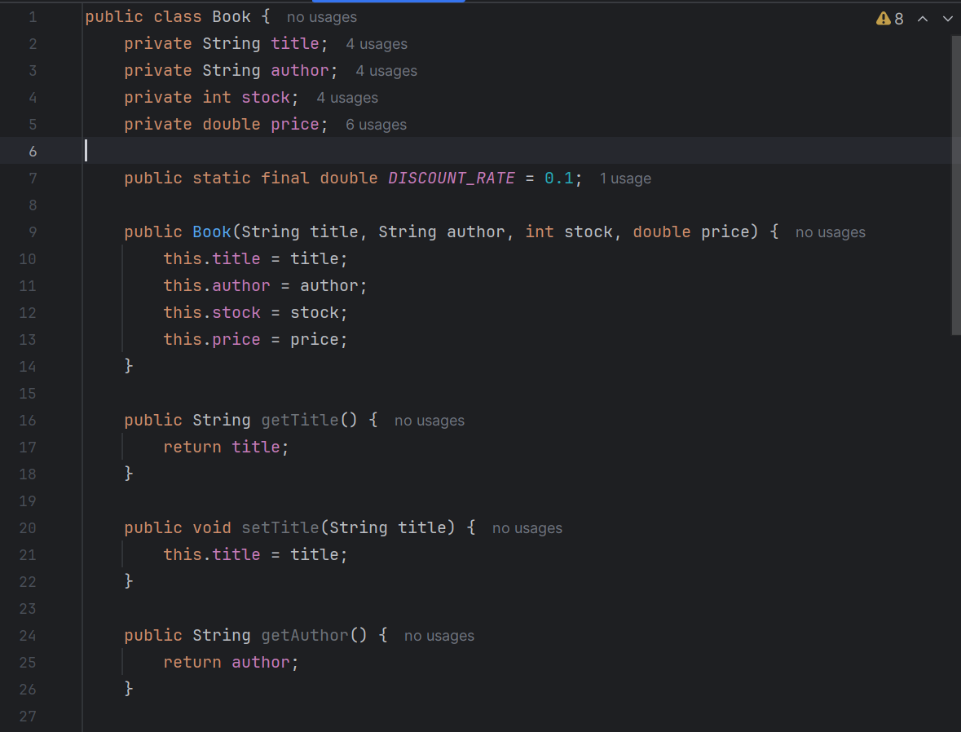 8
1 public class Book { no usages
2 private String title; 4 usages
3 private String author; 4 usages
4 private int stock; 4 usages
5 private double price; 6 usages
6
7 public static final double DISCOUNT_RATE = 0.1; 1 usage
8
9 public Book(String title, String author, int stock, double price) { no usages
10 this.title = title;
11 this.author = author;
12 this.stock = stock;
13 this.price = price;
14 }
15
16 public String getTitle() { no usages
17 return title;
18 }
19
20 public void setTitle(String title) { no usages
21 this.title = title;
22 }
23
24 public String getAuthor() { no usages
25 return author;
26 }
27